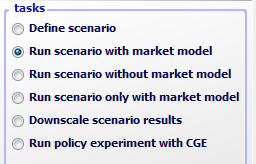 tasks
Define scenario
Run scenario with market model
Run scenario without market model
Run scenario only with market model
Downscale scenario results
Run policy experiment with CGE